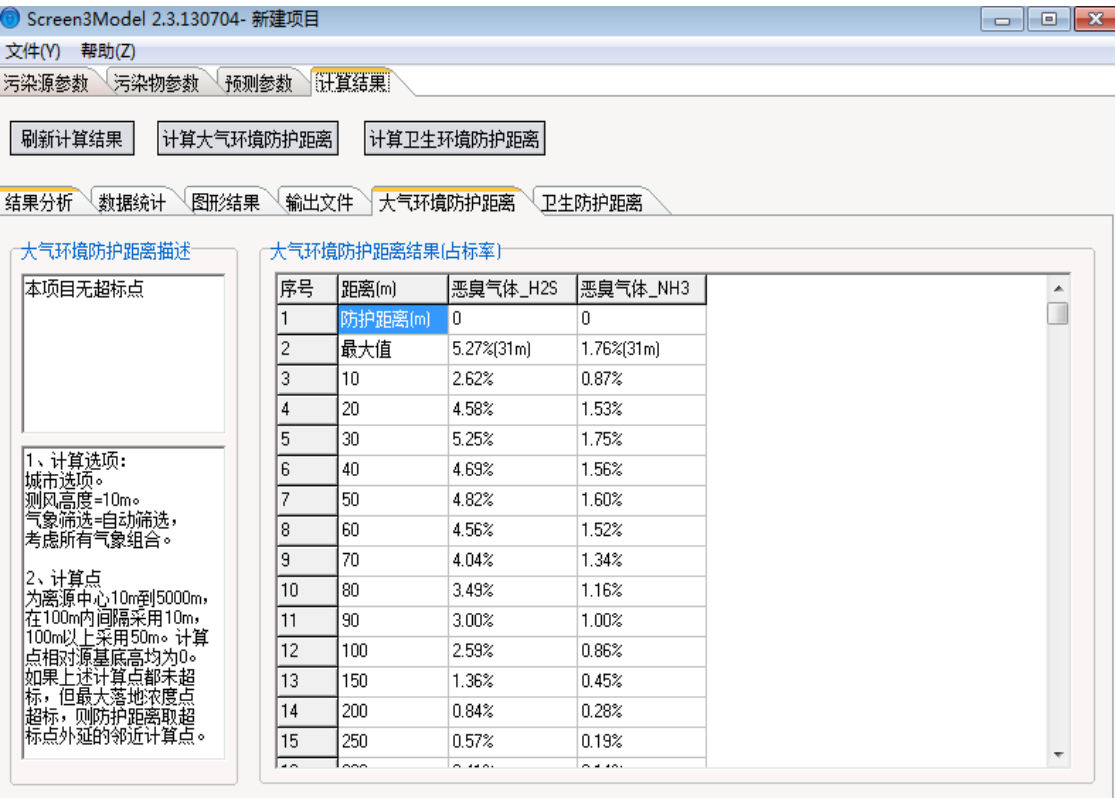 Screen3Model 2.3.130704- 新建项目
文件(Y) 帮助(Z)
污染源参数 污染物参数 预测参数 计算结果
刷新计算结果 计算大气环境防护距离 计算卫生环境防护距离
结果分析 数据统计 图形结果 输出文件 大气环境防护距离 卫生防护距离
大气环境防护距离描述
本项目无超标点
1、计算选项:
城市选项。
测风高度=10m。
气象筛选=自动筛选,
考虑所有气象组合。
2、计算点
为离源中心10m到5000m,
在100m内间隔采用10m,
100m以上采用50m。计算
点相对源基底高均为0。
如果上述计算点都未超
标,但最大落地浓度点
超标,则防护距离取超
标点外延的邻近计算点。
大气环境防护距离结果(占标率)
序号 距离(m) 恶臭气体_H2S 恶臭气体_NH3
1 防护距离(m) 0 0
2 最大值 5.27%(31m) 1.76%(31m)
3 10 2.62% 0.87%
4 20 4.58% 1.53%
5 30 5.25% 1.75%
6 40 4.69% 1.56%
7 50 4.82% 1.60%
8 60 4.56% 1.52%
9 70 4.04% 1.34%
10 80 3.49% 1.16%
11 90 3.00% 1.00%
12 100 2.59% 0.86%
13 150 1.36% 0.45%
14 200 0.84% 0.28%
15 250 0.57% 0.19%